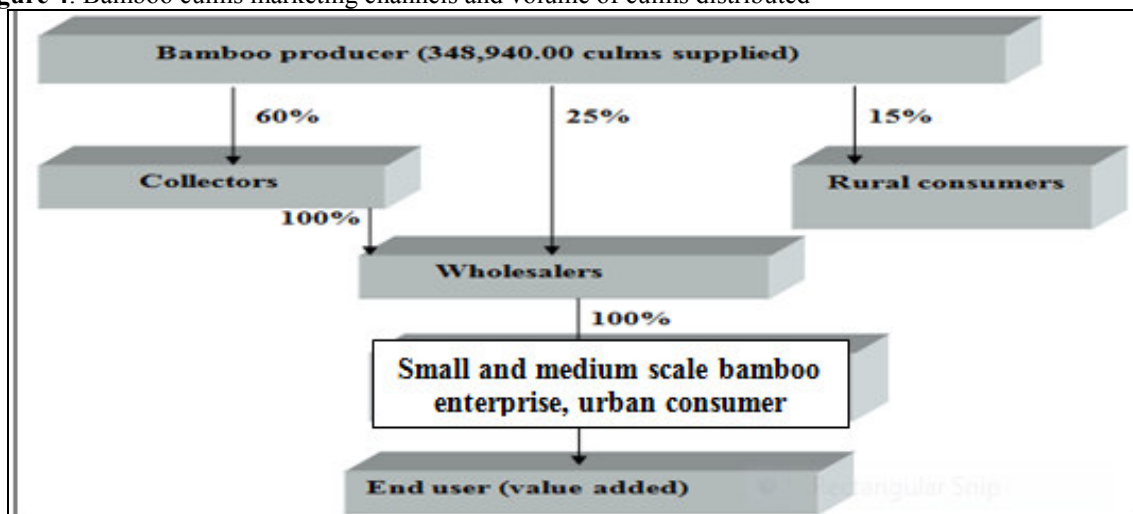 gure 4. Bamboo culms marketing channels and volume of culms distributed
Bamboo producer (348,940.00 culms supplied)
60%
25%
15%
Collectors
Rural consumers
100%
Wholesalers
100%
Small and medium scale bamboo
enterprise, urban consumer
End user (value added)
Rectangular Snip